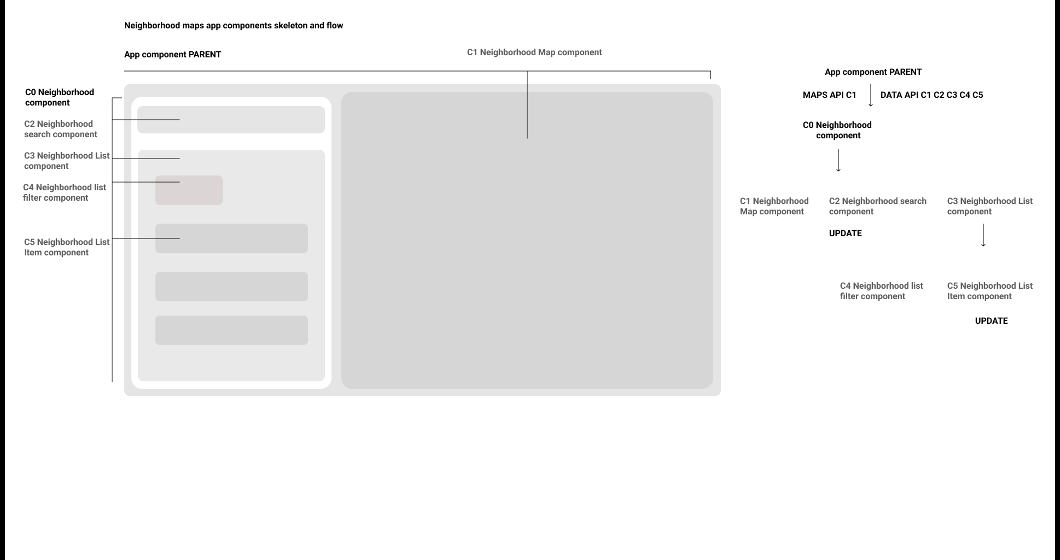 Neighborhood maps app components skeleton and flow
App component PARENT
C1 Neighborhood Map component
C0 Neighborhood
component
C2 Neighborhood
search component
C3 Neighborhood List
component
C4 Neighborhood list
filter component
C5 Neighborhood List
Item component
App component PARENT
MAPS API C1
DATA API C1 C2 C3 C4 C5
C0 Neighborhood
component
C1 Neighborhood
Map component
C2 Neighborhood search
component
UPDATE
C3 Neighborhood List
component
C4 Neighborhood list
filter component
C5 Neighborhood List
Item component
UPDATE